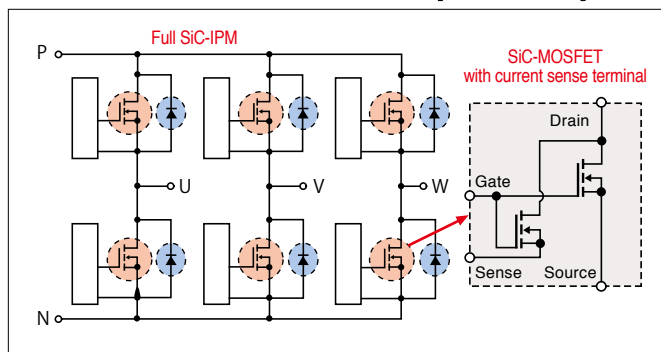 Full SiC-IPM
P
SiC-MOSFET
with current sense terminal
Drain
U
V
W
Gate
Sense
Source
N